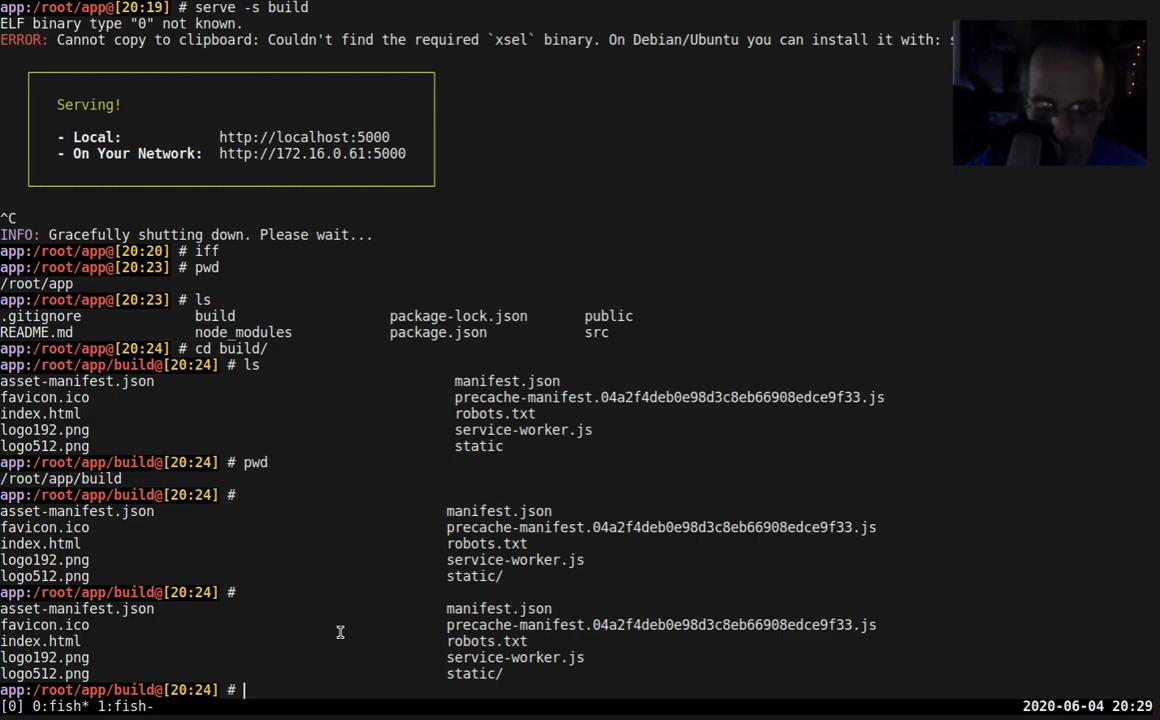 app:/root/app@[20:19] # serve -s build
ELF binary type "0" not known.
ERROR: Cannot copy to clipboard: Couldn't find the required `xsel` binary. On Debian/Ubuntu you can install it with: s
Serving!
- Local: http://localhost:5000
- On Your Network: http://172.16.0.61:5000
^C
INFO: Gracefully shutting down. Please wait...
app:/root/app@[20:20] # iff
app:/root/app@[20:23] # pwd
/root/app
app:/root/app@[20:23] # ls
.gitignore build package-lock.json public
README.md node_modules package.json src
app:/root/app@[20:24] # cd build/
app:/root/app/build@[20:24] # ls
asset-manifest.json manifest.json
favicon.ico precache-manifest.04a2f4deb0e98d3c8eb66908edce9f33.js
index.html robots.txt
logo192.png service-worker.js
logo512.png static
app:/root/app/build@[20:24] # pwd
/root/app/build
app:/root/app/build@[20:24] #
asset-manifest.json manifest.json
favicon.ico precache-manifest.04a2f4deb0e98d3c8eb66908edce9f33.js
index.html robots.txt
logo192.png service-worker.js
logo512.png static/
app:/root/app/build@[20:24] #
asset-manifest.json manifest.json
favicon.ico precache-manifest.04a2f4deb0e98d3c8eb66908edce9f33.js
index.html robots.txt
logo192.png service-worker.js
logo512.png static/
app:/root/app/build@[20:24] #
[0] 0:fish* 1:fish- 2020-06-04 20:29